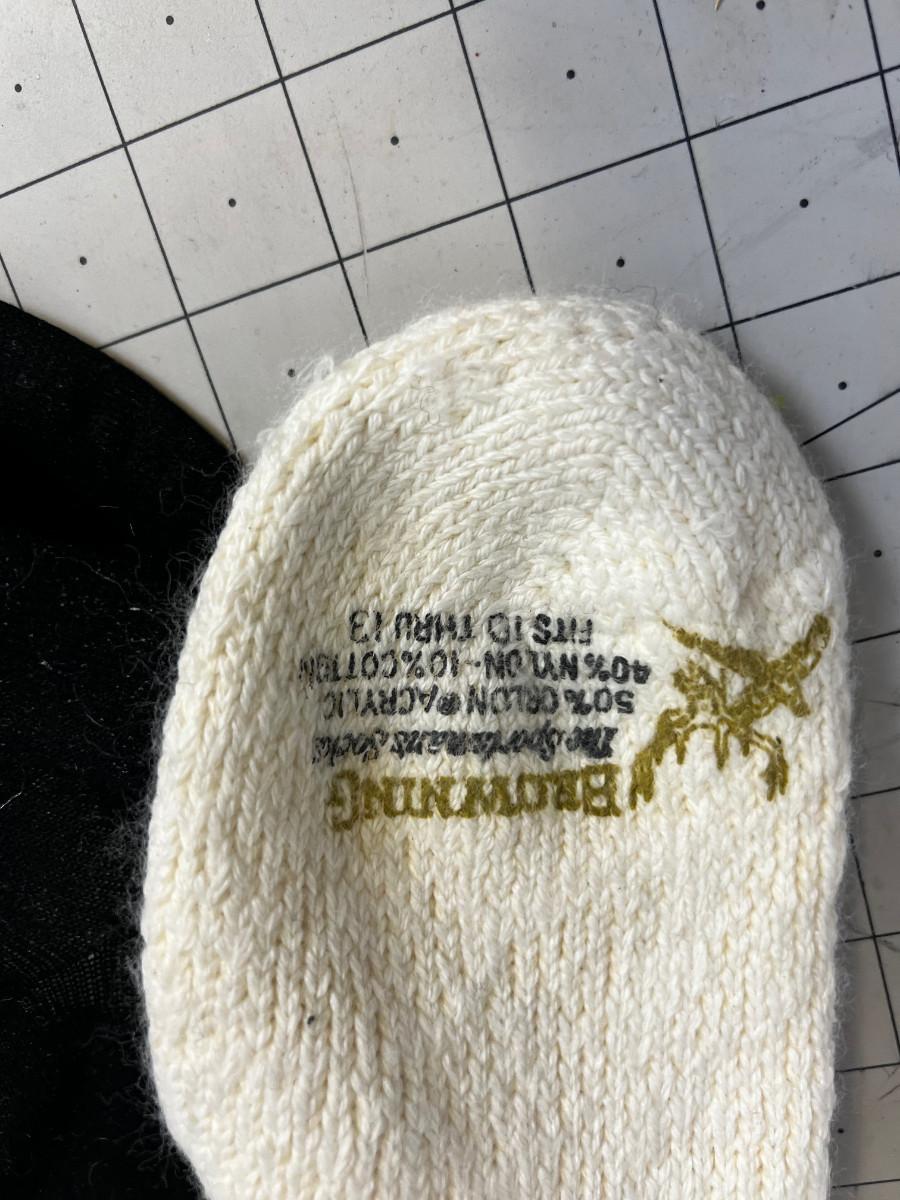 BROWNING
The Sportsman's Socks
50% ORLON ® ACRYLIC
40% NYLON - 10% COTTON
FITS 10 THRU 13